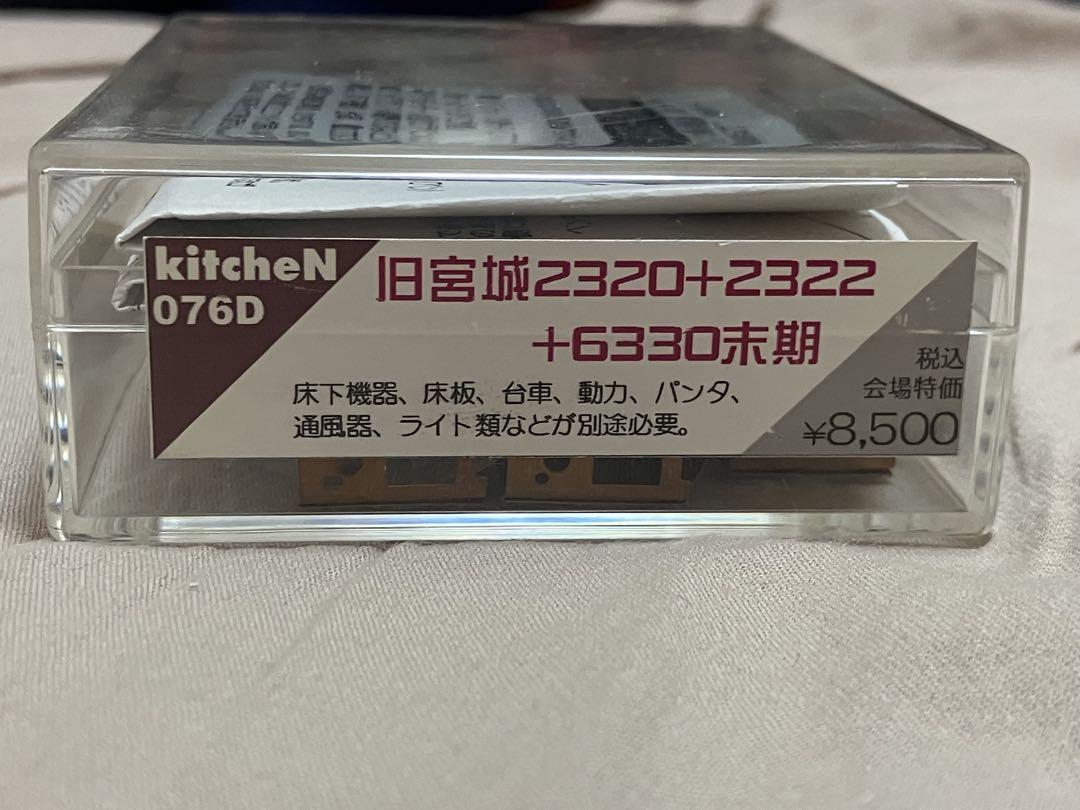 kitcheN
076D
旧宮城2320+2322
+6330末期
床下機器、床板、台車、動力、パンタ、
通風器、ライト類などが別途必要。
税込
会場特価
¥8,500